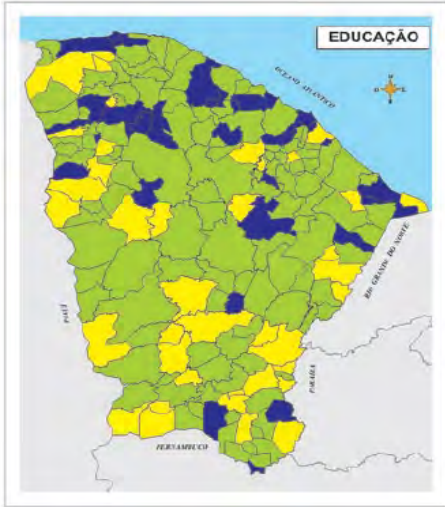 EDUCAÇÃO
OCEANO ATLÂNTICO
N
O E
S
RIO GRANDE DO NORTE
PIAUÍ
PARAÍBA
PERNAMBUCO